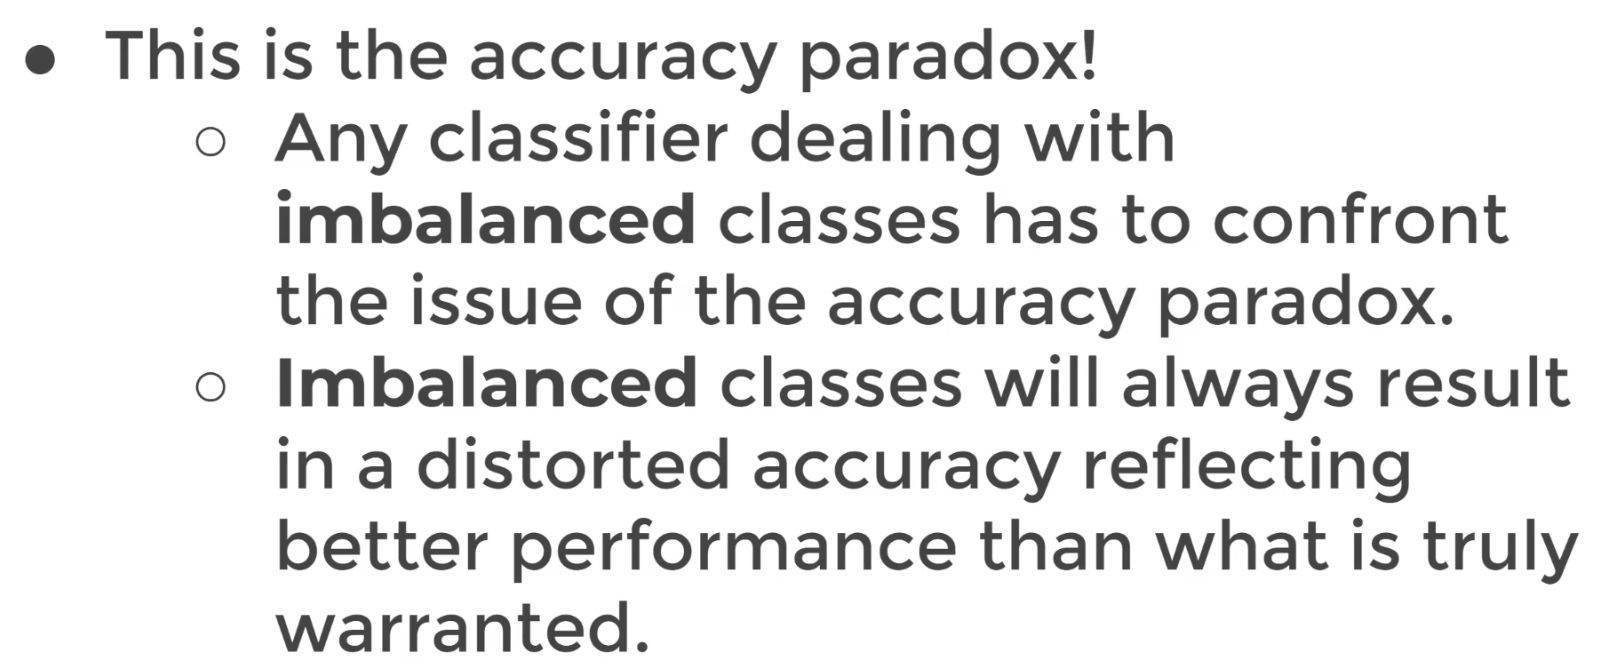 ● This is the accuracy paradox!
○ Any classifier dealing with
imbalanced classes has to confront
the issue of the accuracy paradox.
○ Imbalanced classes will always result
in a distorted accuracy reflecting
better performance than what is truly
warranted.